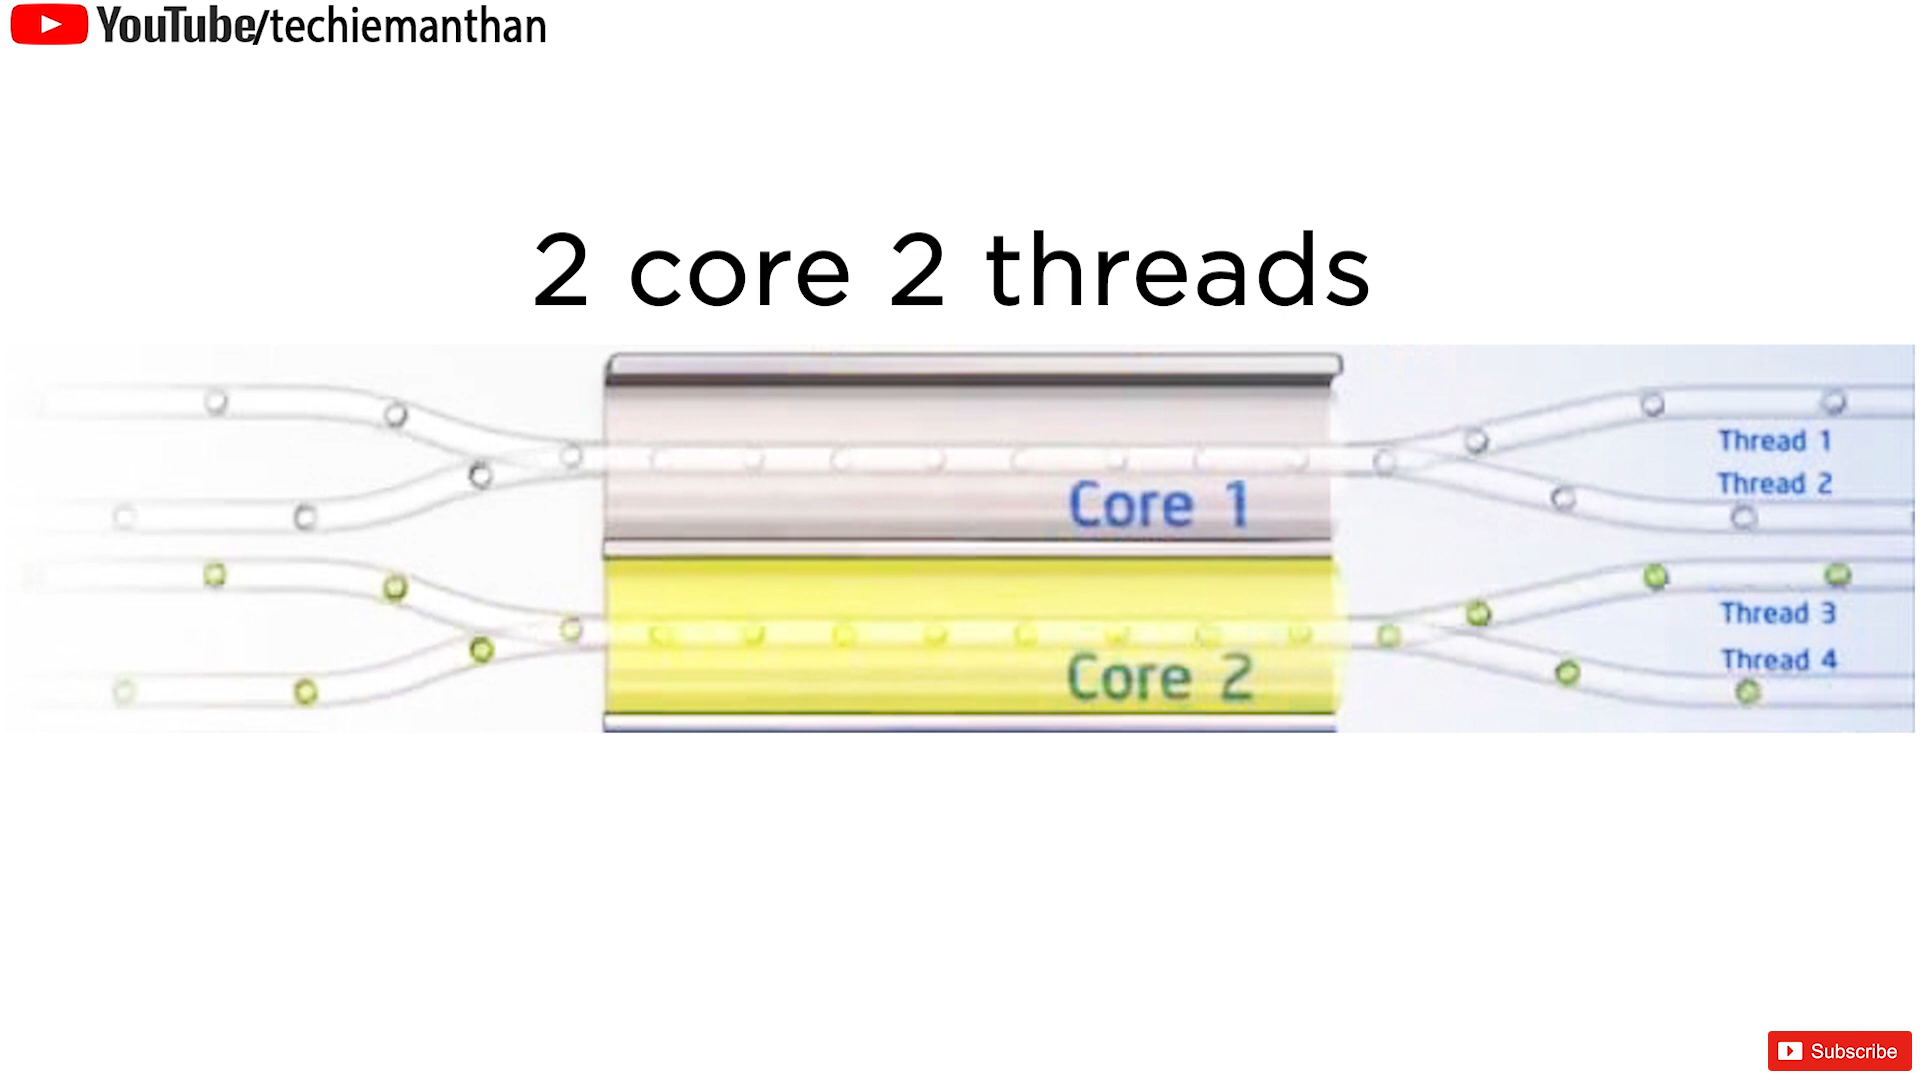 YouTube/techiemanthan
2 core 2 threads
Core 1
Thread 1
Thread 2
Core 2
Thread 3
Thread 4
Subscribe